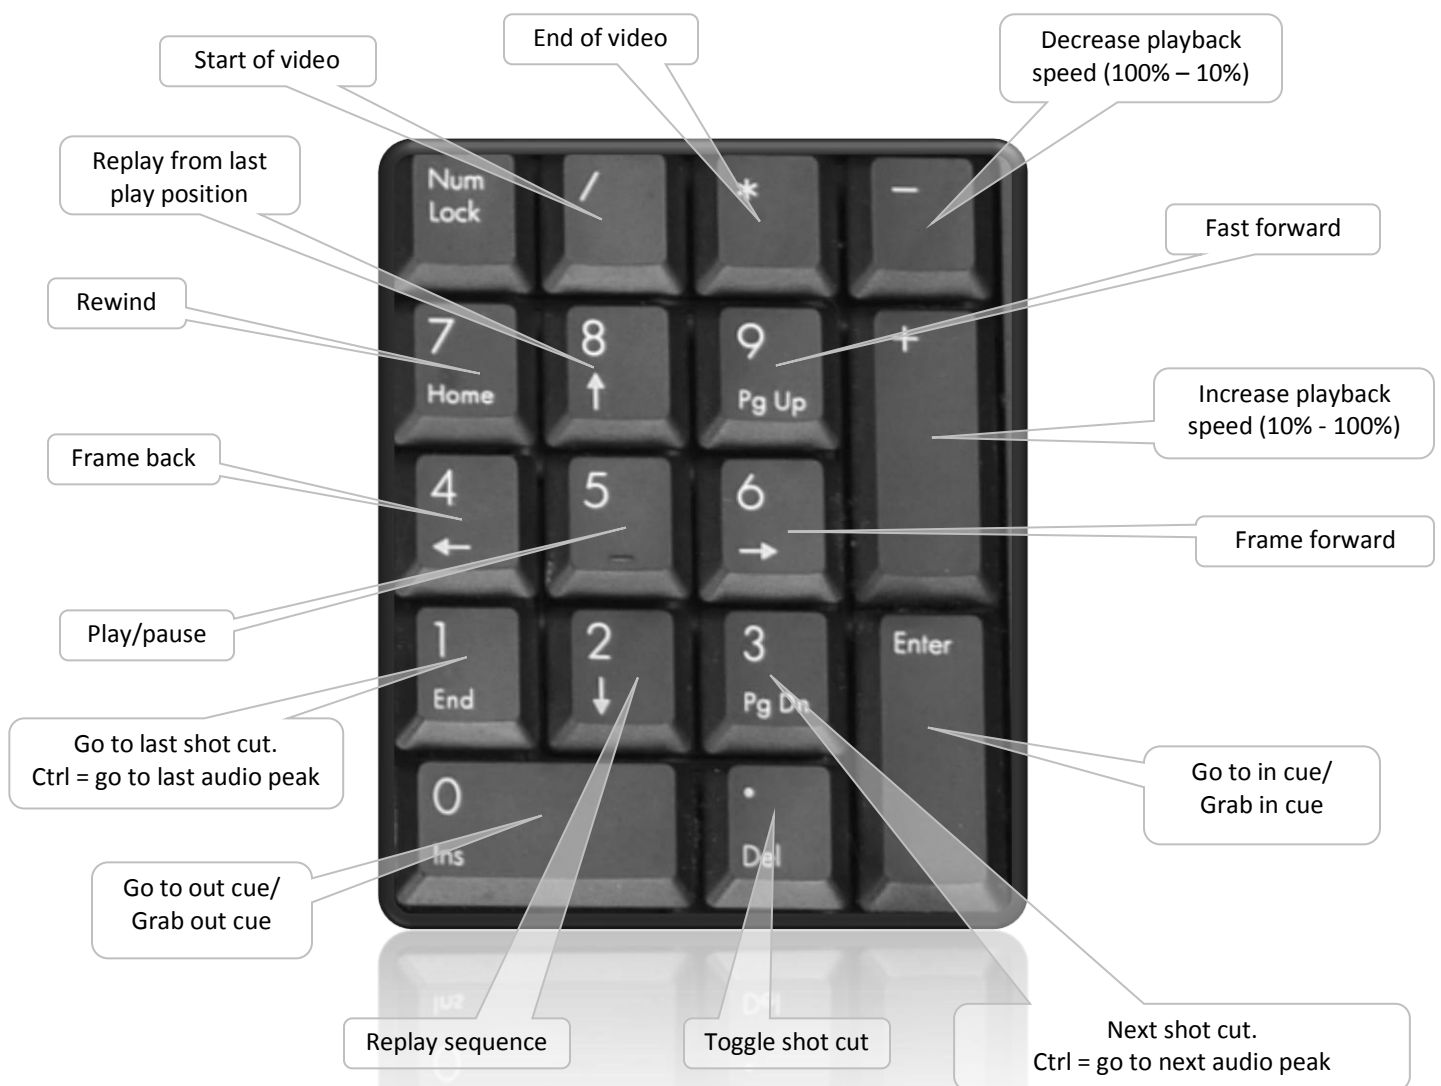 Start of video
End of video
Decrease playback
speed (100% – 10%)
Replay from last
play position
Fast forward
Rewind
Increase playback
speed (10% - 100%)
Frame back
Frame forward
Play/pause
Go to last shot cut.
Ctrl = go to last audio peak
Go to in cue/
Grab in cue
Go to out cue/
Grab out cue
Replay sequence
Toggle shot cut
Next shot cut.
Ctrl = go to next audio peak
Num
Lock
/
*
−
7
Home
8
↑
9
Pg Up
+
4
←
5
_
6
→
1
End
2
↓
3
Pg Dn
Enter
0
Ins
.
Del